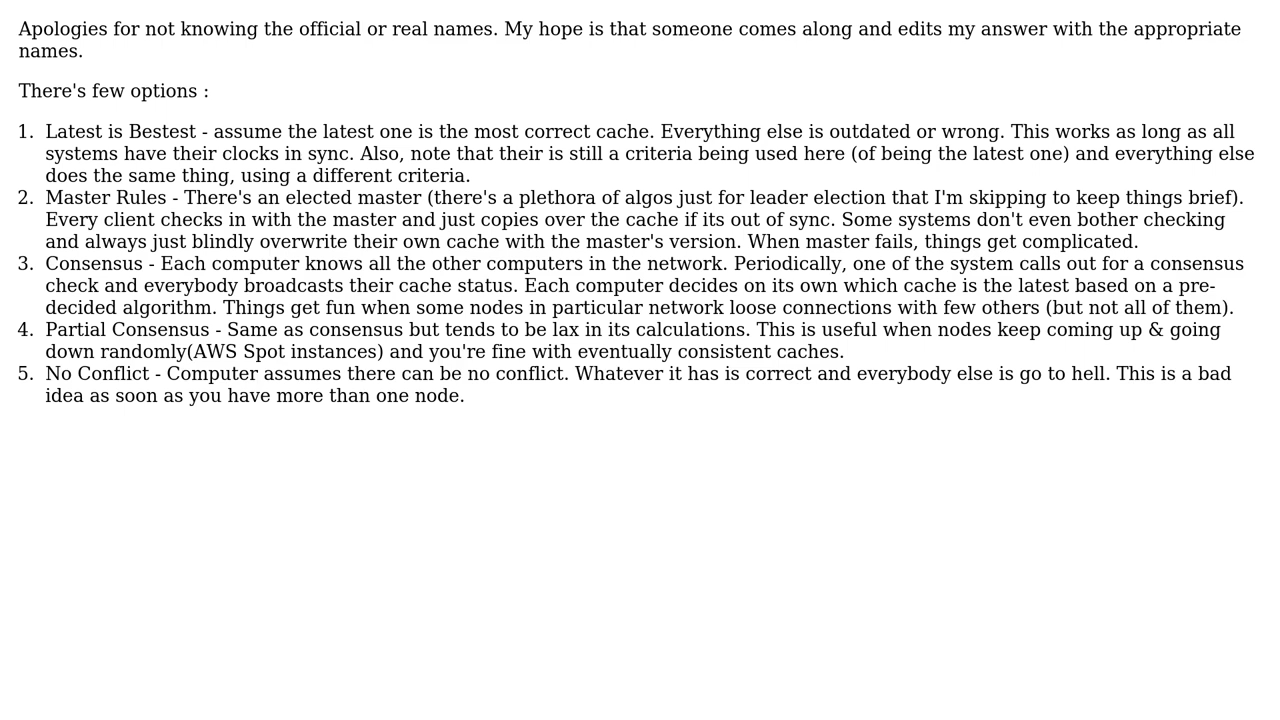 Apologies for not knowing the official or real names. My hope is that someone comes along and edits my answer with the appropriate
names.
There's few options :
1. Latest is Bestest - assume the latest one is the most correct cache. Everything else is outdated or wrong. This works as long as all
systems have their clocks in sync. Also, note that their is still a criteria being used here (of being the latest one) and everything else
does the same thing, using a different criteria.
2. Master Rules - There's an elected master (there's a plethora of algos just for leader election that I'm skipping to keep things brief).
Every client checks in with the master and just copies over the cache if its out of sync. Some systems don't even bother checking
and always just blindly overwrite their own cache with the master's version. When master fails, things get complicated.
3. Consensus - Each computer knows all the other computers in the network. Periodically, one of the system calls out for a consensus
check and everybody broadcasts their cache status. Each computer decides on its own which cache is the latest based on a pre-
decided algorithm. Things get fun when some nodes in particular network loose connections with few others (but not all of them).
4. Partial Consensus - Same as consensus but tends to be lax in its calculations. This is useful when nodes keep coming up & going
down randomly(AWS Spot instances) and you're fine with eventually consistent caches.
5. No Conflict - Computer assumes there can be no conflict. Whatever it has is correct and everybody else is go to hell. This is a bad
idea as soon as you have more than one node.